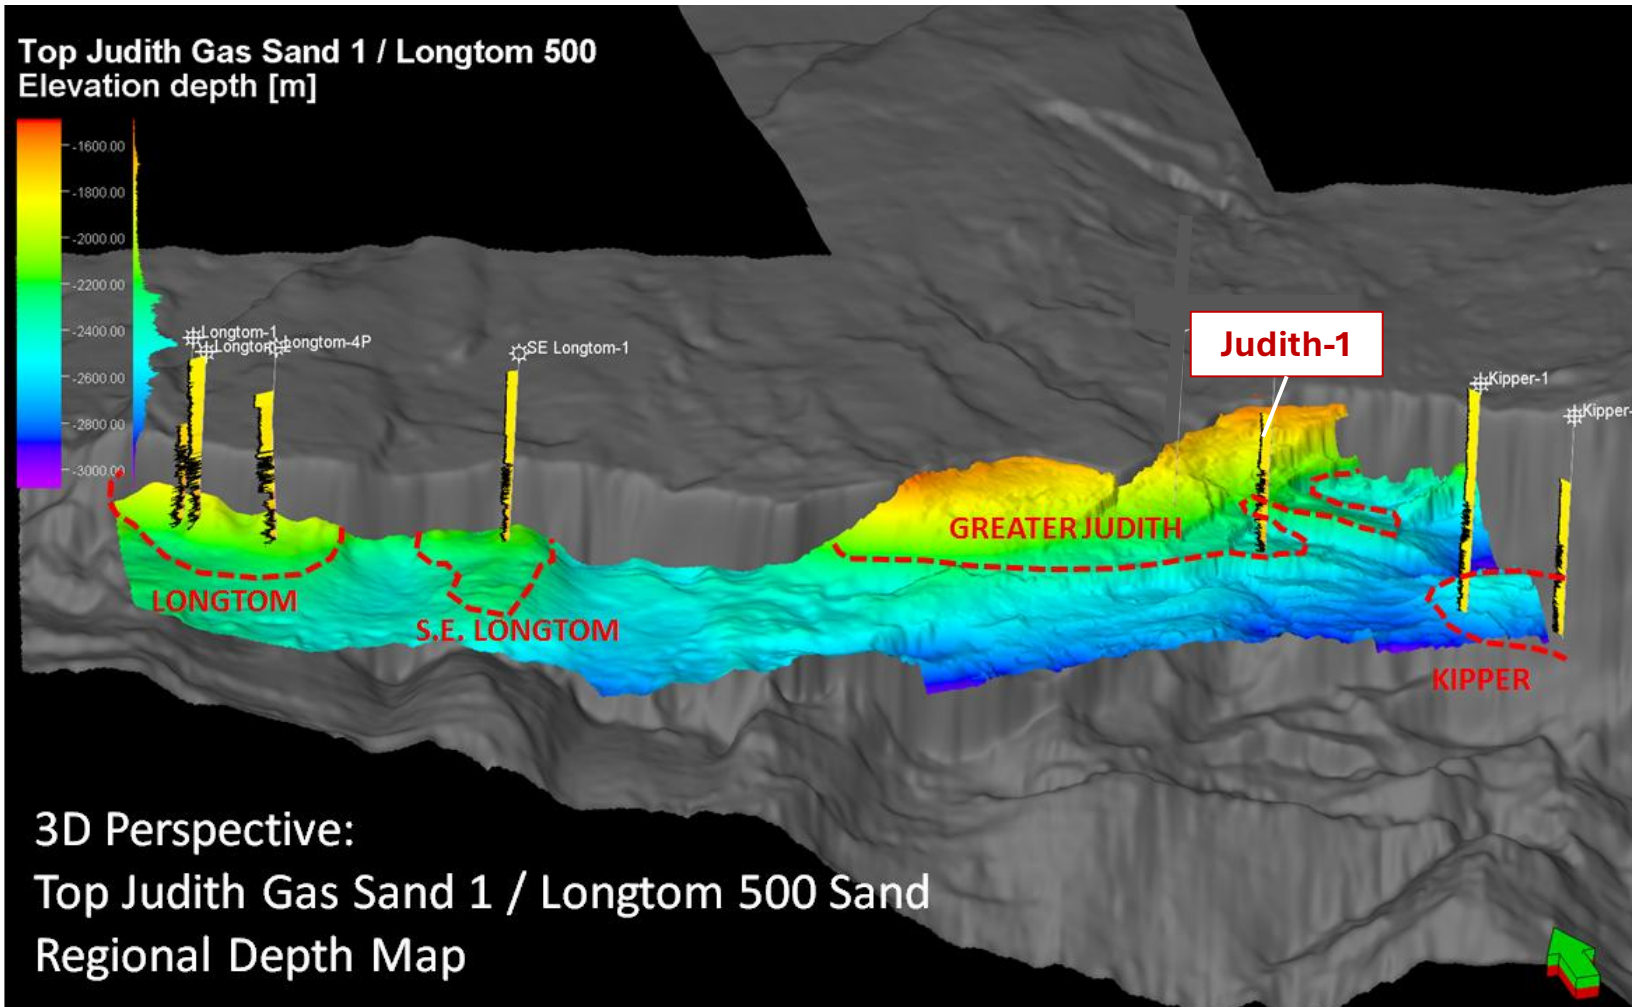 Top Judith Gas Sand 1 / Longtom 500
Elevation depth [m]
-1600.00
-1800.00
-2000.00
-2200.00
-2400.00
-2600.00
-2800.00
-3000.00
Longtom-1
Longtom-4P
SE Longtom-1
Judith-1
Kipper-1
Kipper-
GREATER JUDITH
LONGTOM
S.E. LONGTOM
KIPPER
3D Perspective:
Top Judith Gas Sand 1 / Longtom 500 Sand
Regional Depth Map